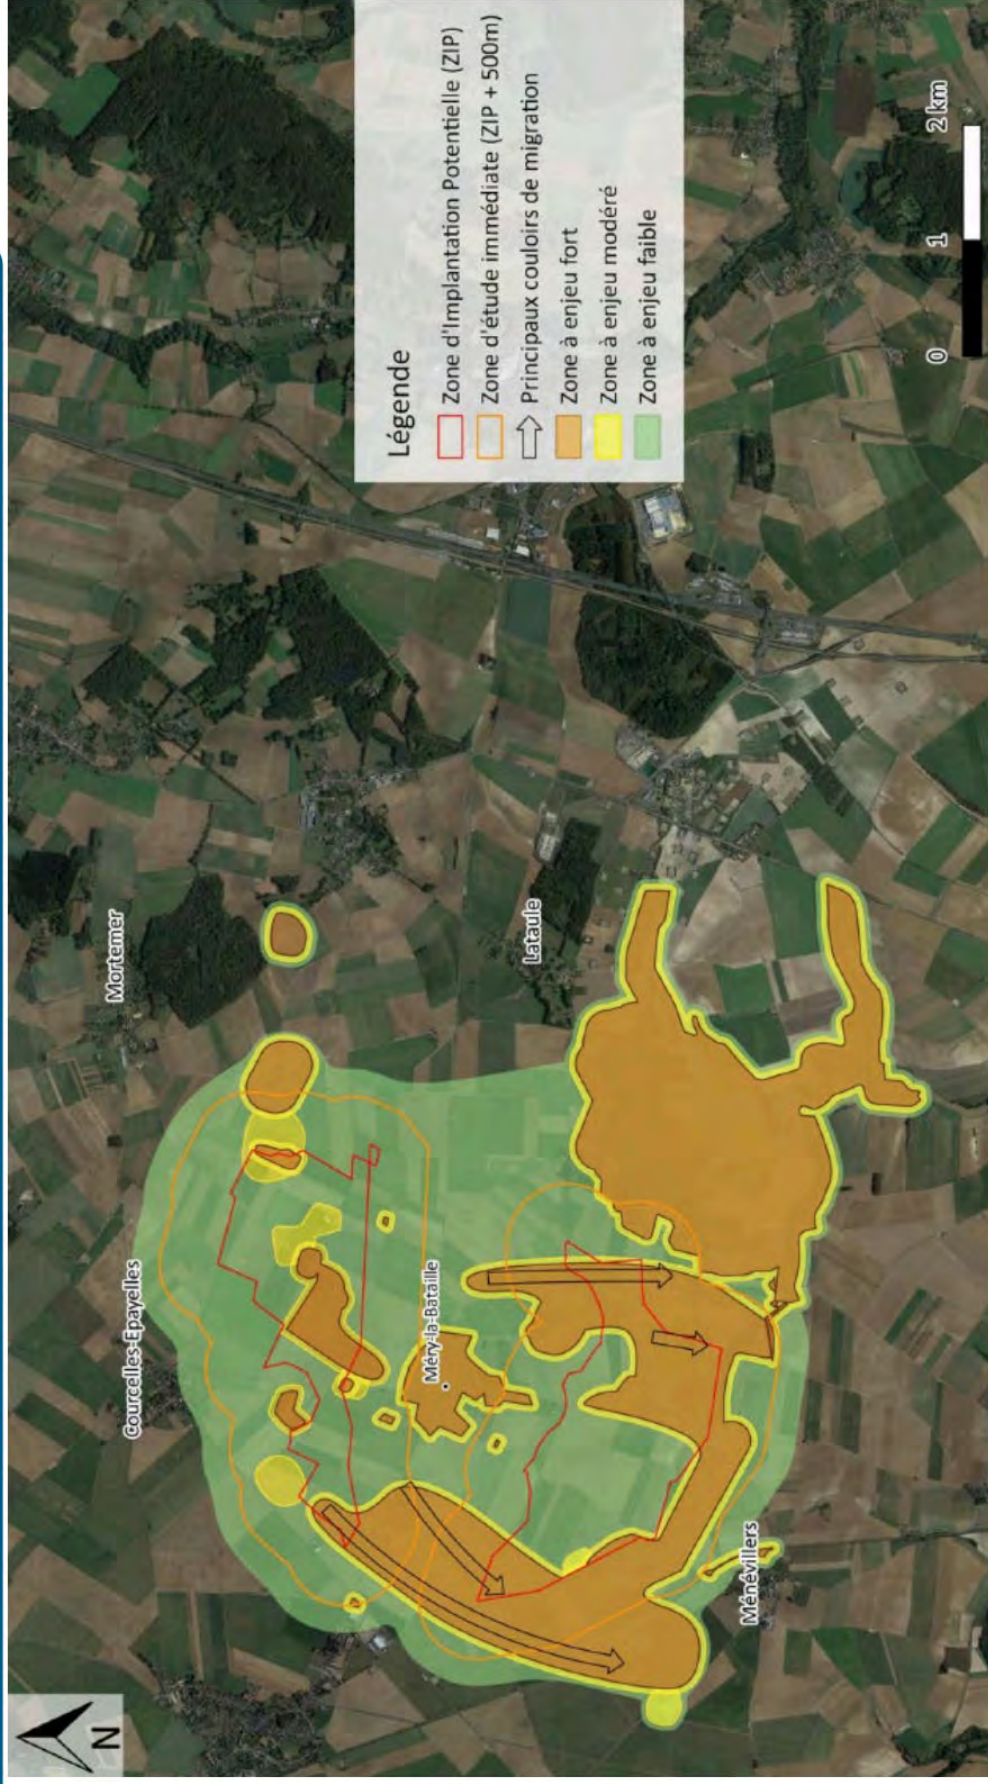 Mortemer
Courcelles-Epayelles
Lataule
Méry-la-Bataille
Ménévillers
N
Légende
Zone d'Implantation Potentielle (ZIP)
Zone d'étude immédiate (ZIP + 500m)
Principaux couloirs de migration
Zone à enjeu fort
Zone à enjeu modéré
Zone à enjeu faible
0 1 2 km